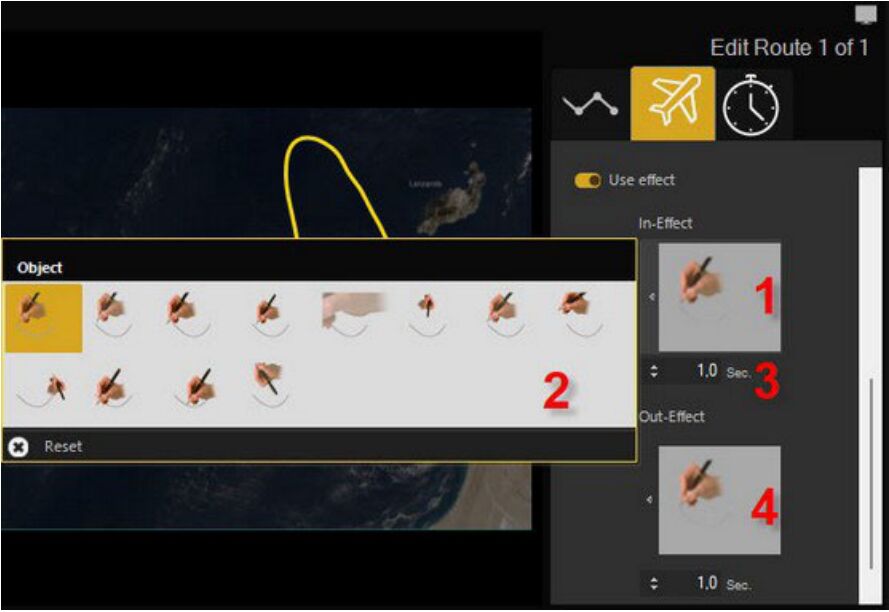 Edit Route 1 of 1
Lanzarote
Use effect
In-Effect
Object
1
2
1,0 Sec.
3
Out-Effect
Reset
4
1,0 Sec.